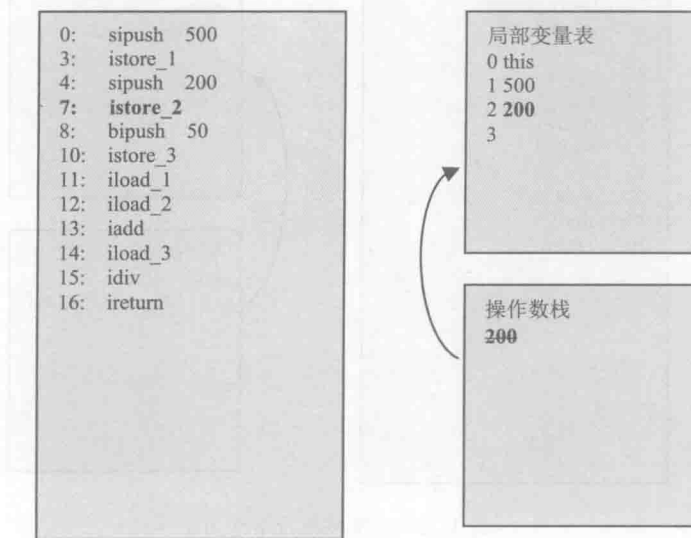 0: sipush 500
3: istore_1
4: sipush 200
7: istore_2
8: bipush 50
10: istore_3
11: iload_1
12: iload_2
13: iadd
14: iload_3
15: idiv
16: ireturn
局部变量表
0 this
1 500
2 200
3
操作数栈
200